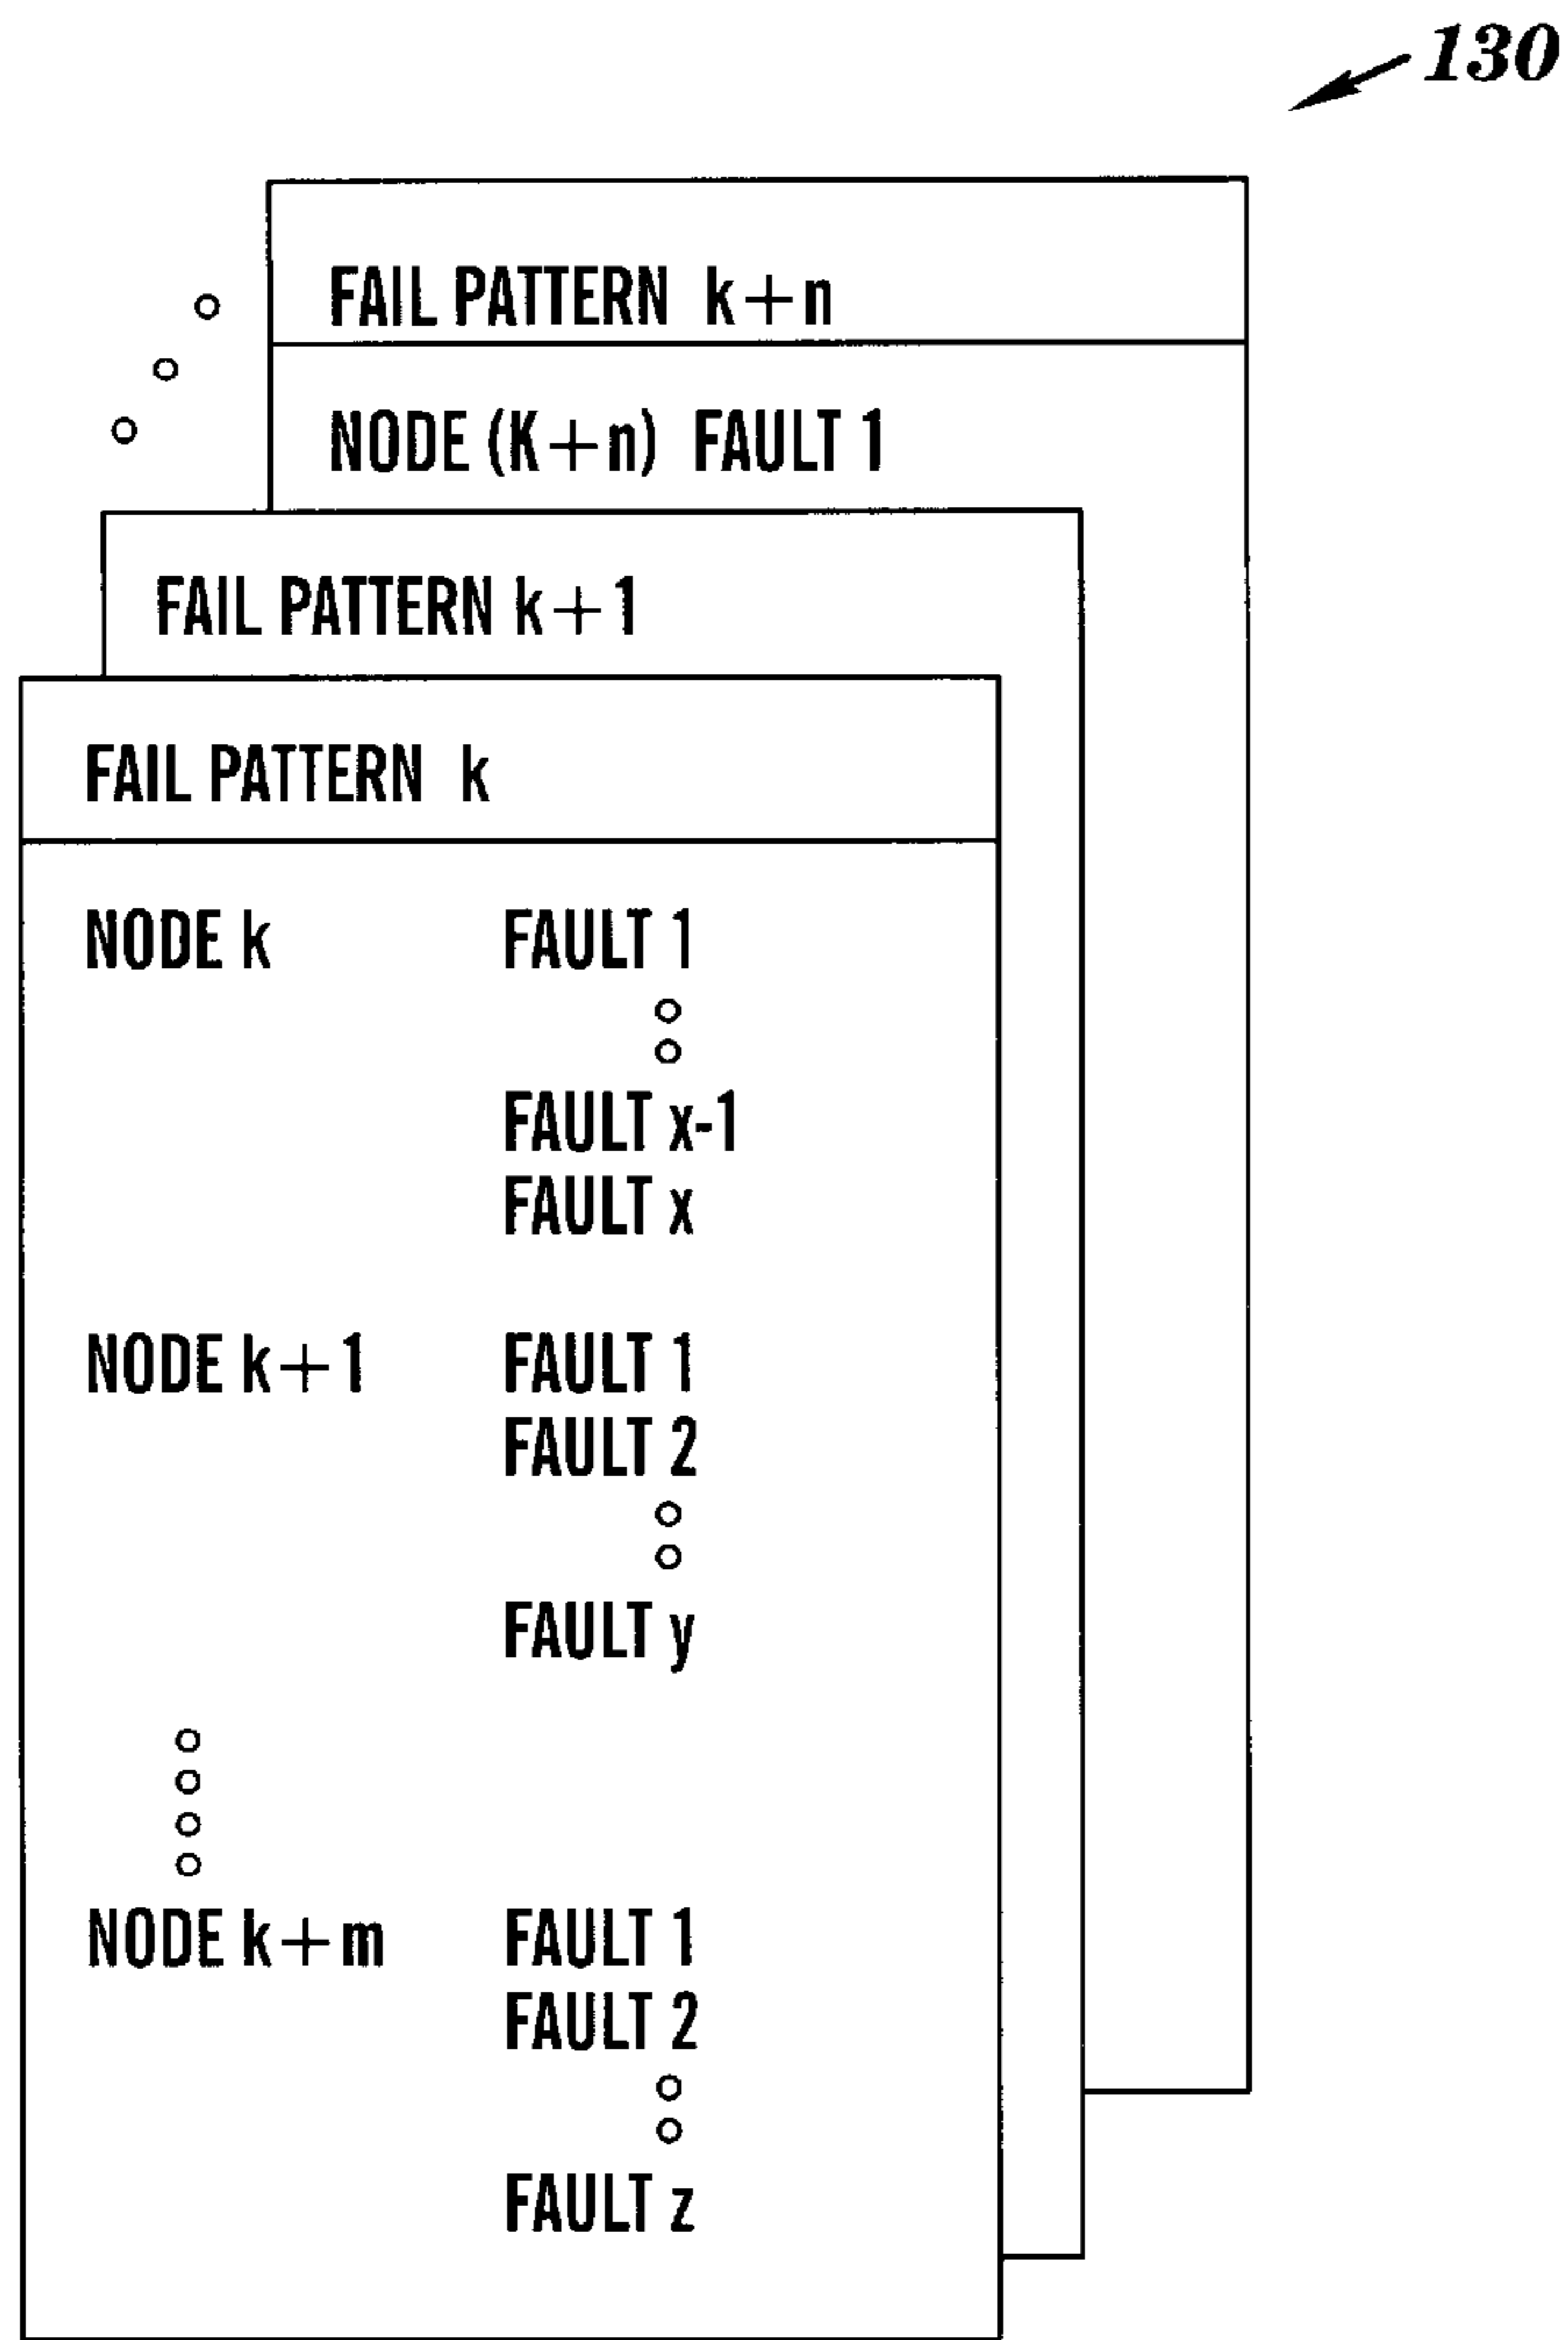 130
FAIL PATTERN k+n
NODE (K+n) FAULT 1
FAIL PATTERN k+1
FAIL PATTERN k
NODE k FAULT 1
FAULT x-1
FAULT x
NODE k+1 FAULT 1
FAULT 2
FAULT y
NODE k+m FAULT 1
FAULT 2
FAULT z